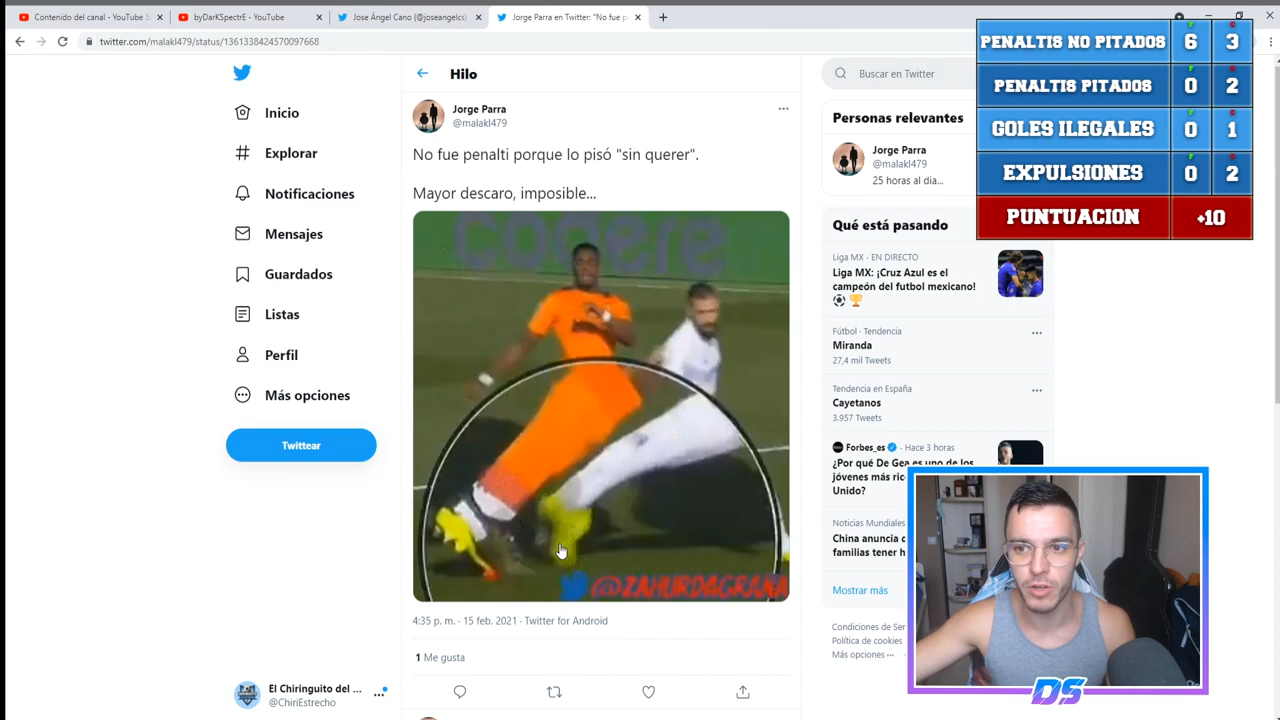 Contenido del canal - YouTube S
byDarKSpectrE - YouTube
Jose Ángel Cano (@joseangelcs)
Jorge Parra en Twitter: "No fue p
twitter.com/malakl479/status/1361338424570097668
Inicio
Explorar
Notificaciones
Mensajes
Guardados
Listas
Perfil
Más opciones
Twittear
El Chiringuito del ...
@ChiriEstrecho
Hilo
Jorge Parra
@malakl479
No fue penalti porque lo pisó "sin querer".
Mayor descaro, imposible...
codere
@ZAHURDAGRANA
4:35 p. m. · 15 feb. 2021 · Twitter for Android
1 Me gusta
Buscar en Twitter
Personas relevantes
Jorge Parra
@malakl479
25 horas al dia...
Qué está pasando
Liga MX · EN DIRECTO
Liga MX: ¡Cruz Azul es el
campeón del futbol mexicano!
Fútbol · Tendencia
Miranda
27,4 mil Tweets
Tendencia en España
Cayetanos
3.957 Tweets
Forbes_es · Hace 3 horas
¿Por qué De Gea es uno de los
jóvenes más ric
Unido?
Noticias Mundiales
China anuncia
familias tener h
Mostrar más
Condiciones de Ser
Política de cookies
Más opciones
PENALTIS NO PITADOS 6 3
PENALTIS PITADOS 0 2
GOLES ILEGALES 0 1
EXPULSIONES 0 2
PUNTUACION +10
DS